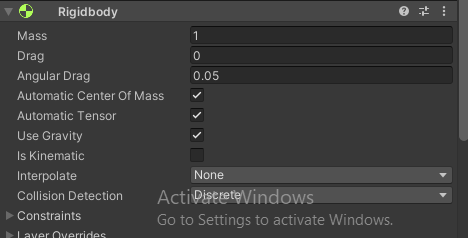 Rigidbody
Mass 1
Drag 0
Angular Drag 0.05
Automatic Center Of Mass
Automatic Tensor
Use Gravity
Is Kinematic
Interpolate None
Collision Detection Discrete
Activate Windows
Constraints
Go to Settings to activate Windows.
Layer Overrides